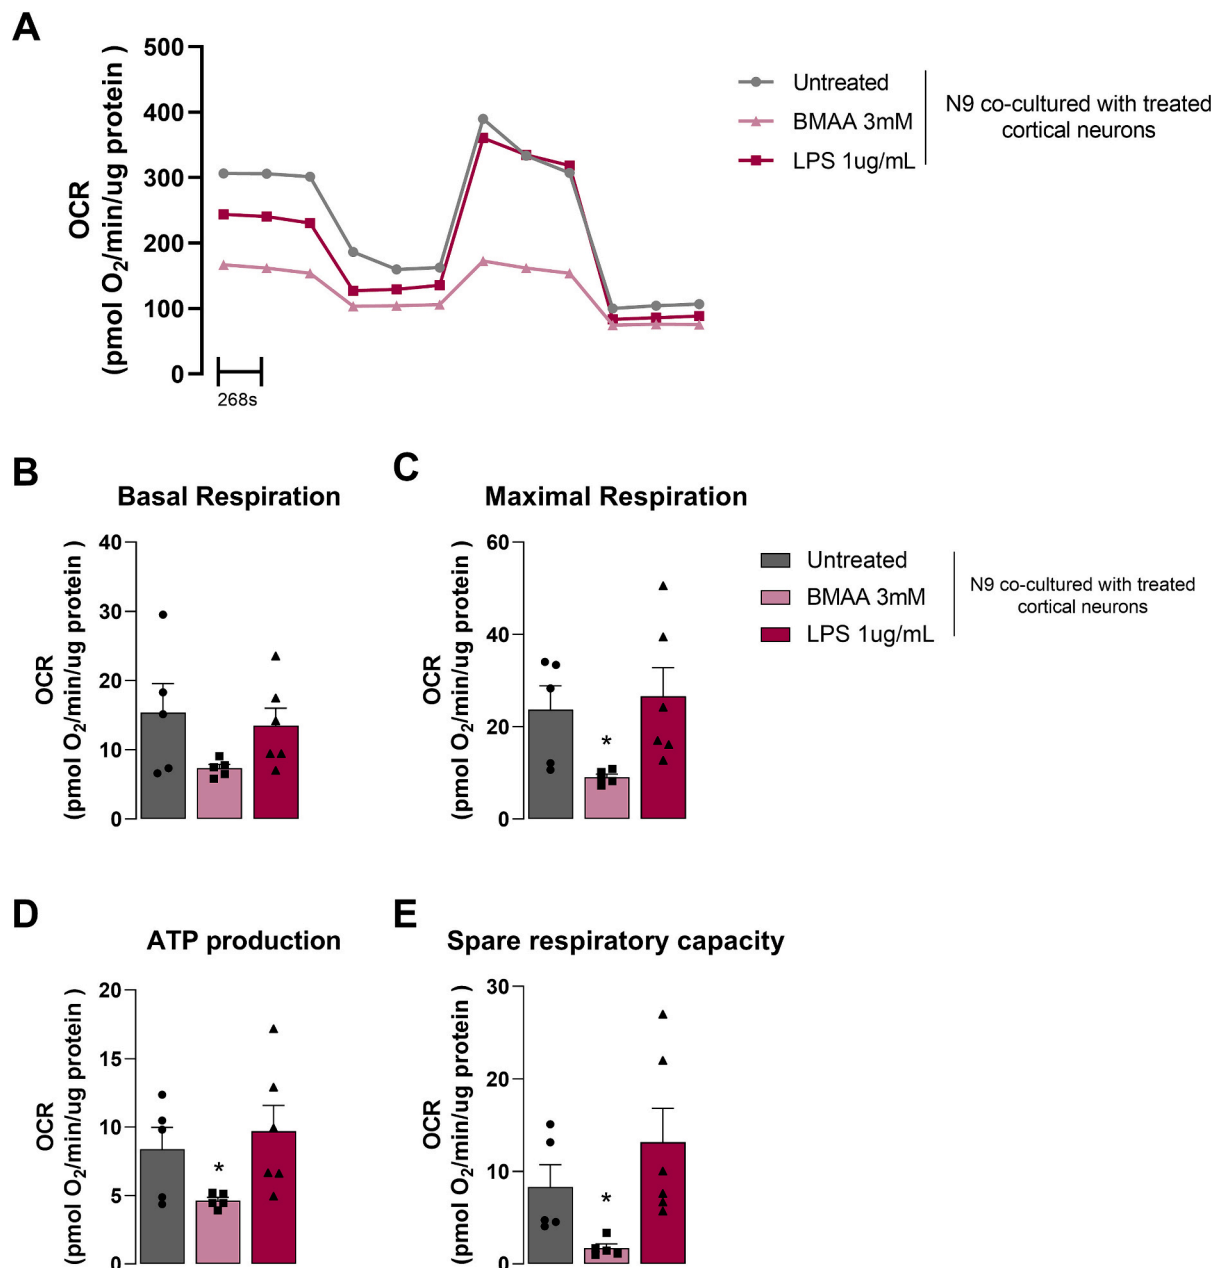 A
500
400
300
200
100
0
OCR
(pmol O₂/min/ug protein )
268s
Untreated
BMAA 3mM
LPS 1ug/mL
N9 co-cultured with treated
cortical neurons
B
Basal Respiration
40
30
20
10
0
OCR
(pmol O₂/min/ug protein )
C
Maximal Respiration
60
40
20
0
OCR
(pmol O₂/min/ug protein )
*
Untreated
BMAA 3mM
LPS 1ug/mL
N9 co-cultured with treated
cortical neurons
D
ATP production
20
15
10
5
0
OCR
(pmol O₂/min/ug protein )
*
E
Spare respiratory capacity
30
20
10
0
OCR
(pmol O₂/min/ug protein )
*